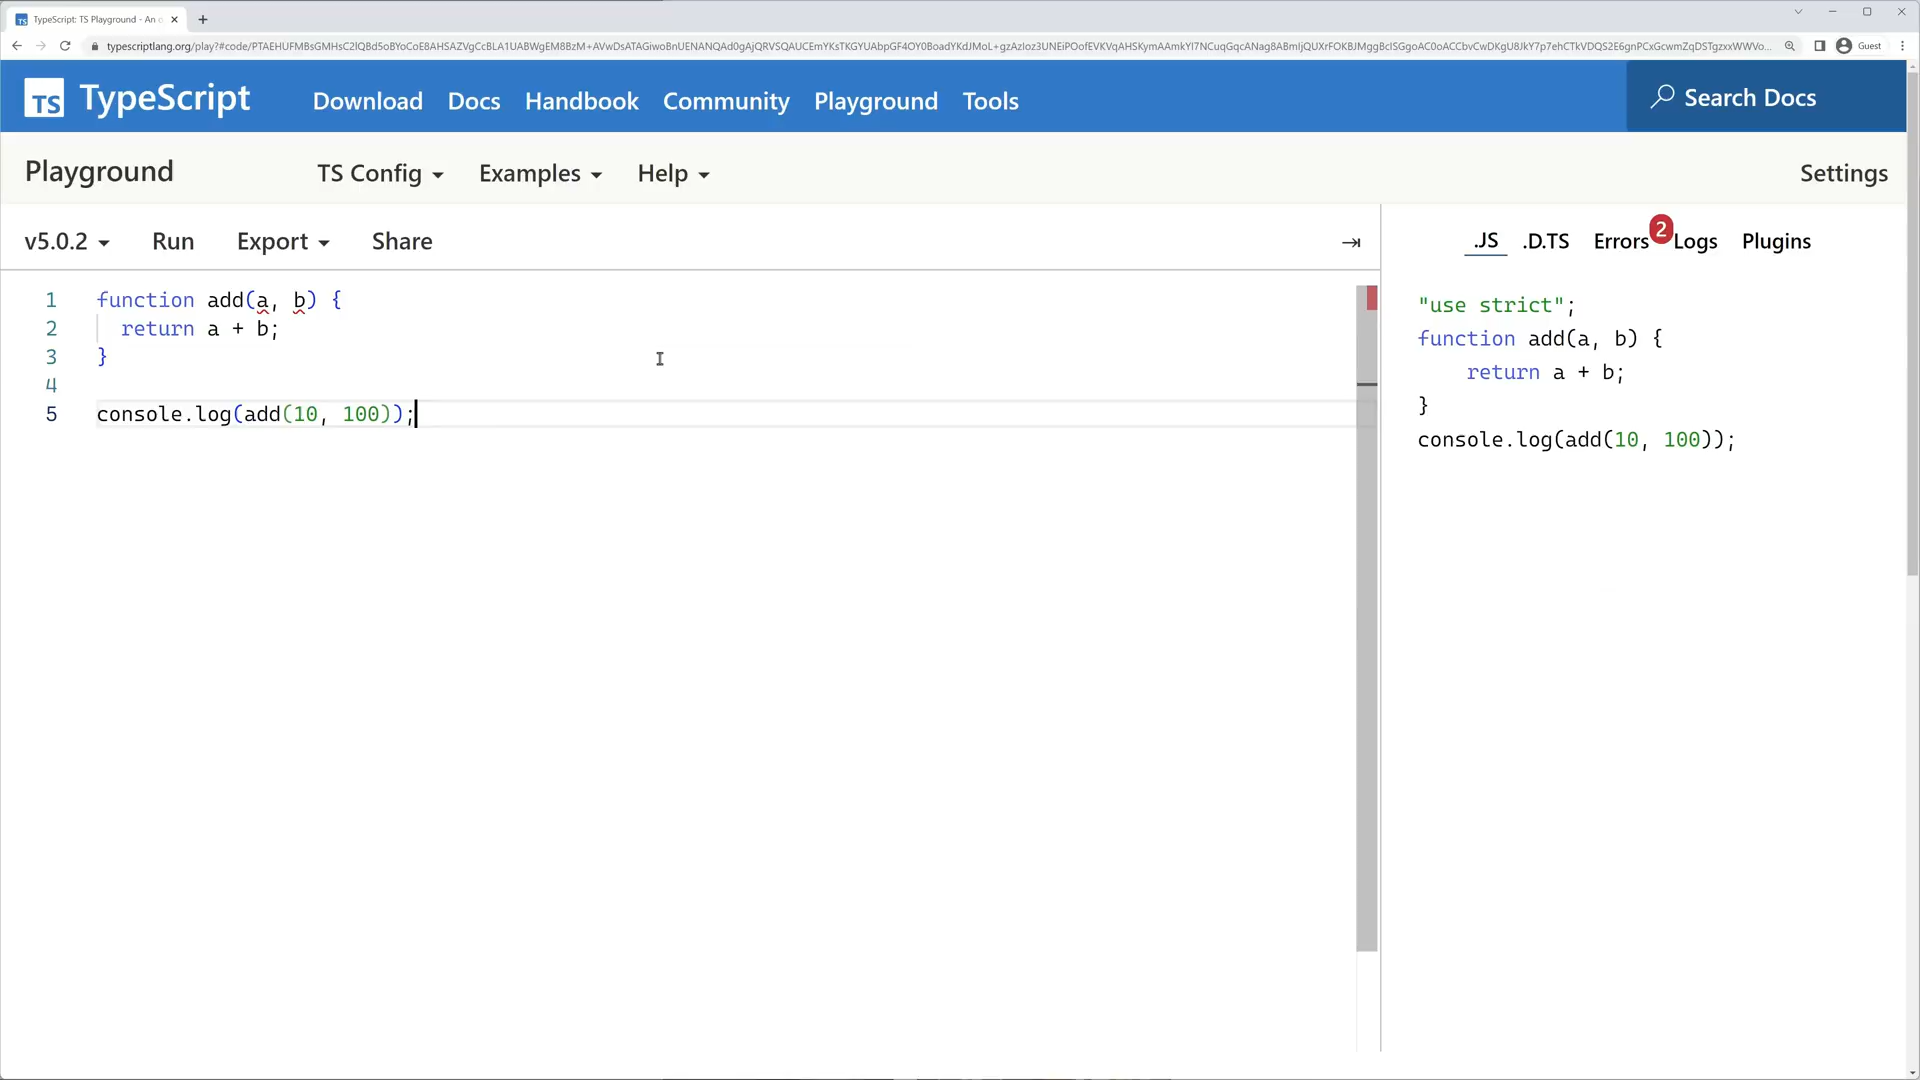 TypeScript: TS Playground - An o
typescriptlang.org/play?#code/
Guest
TS TypeScript
Download Docs Handbook Community Playground Tools
Search Docs
Playground
TS Config Examples Help
Settings
v5.0.2 Run Export Share
1 function add(a, b) {
2 return a + b;
3 }
4
5 console.log(add(10, 100));
.JS .D.TS Errors 2 Logs Plugins
"use strict";
function add(a, b) {
return a + b;
}
console.log(add(10, 100));